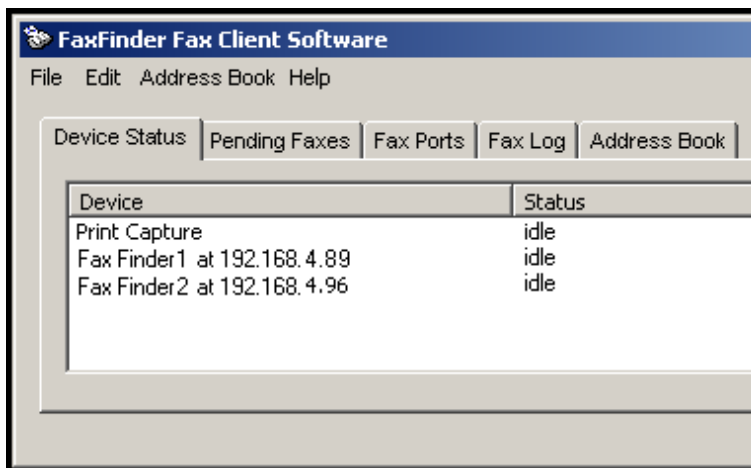 FaxFinder Fax Client Software
File Edit Address Book Help
Device Status Pending Faxes Fax Ports Fax Log Address Book
Device Status
Print Capture idle
Fax Finder1 at 192.168.4.89 idle
Fax Finder2 at 192.168.4.96 idle